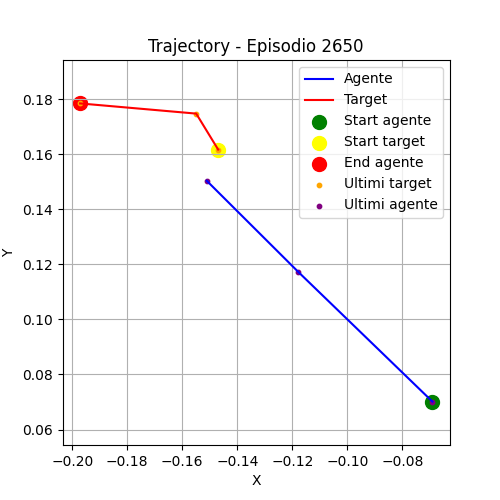 Trajectory - Episodio 2650
Agente
Target
Start agente
Start target
End agente
Ultimi target
Ultimi agente
0.18
0.16
0.14
0.12
0.10
0.08
0.06
Y
−0.20 −0.18 −0.16 −0.14 −0.12 −0.10 −0.08
X